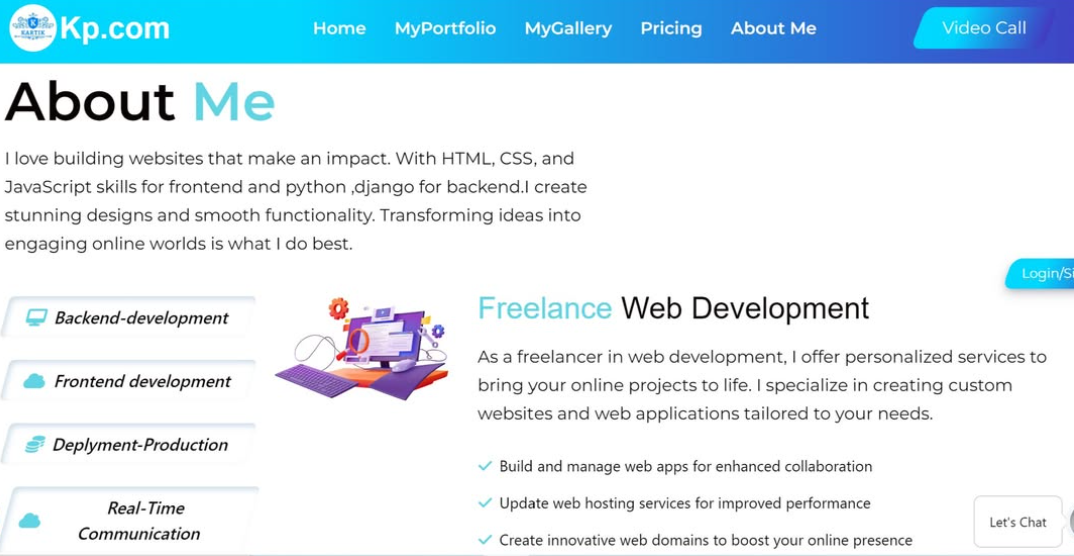 KARTIK
Kp.com
Home
MyPortfolio
MyGallery
Pricing
About Me
Video Call
About Me
I love building websites that make an impact. With HTML, CSS, and
JavaScript skills for frontend and python ,django for backend.I create
stunning designs and smooth functionality. Transforming ideas into
engaging online worlds is what I do best.
Login/Si
Backend-development
Frontend development
Deplyment-Production
Real-Time
Communication
Freelance Web Development
As a freelancer in web development, I offer personalized services to
bring your online projects to life. I specialize in creating custom
websites and web applications tailored to your needs.
Build and manage web apps for enhanced collaboration
Update web hosting services for improved performance
Create innovative web domains to boost your online presence
Let's Chat